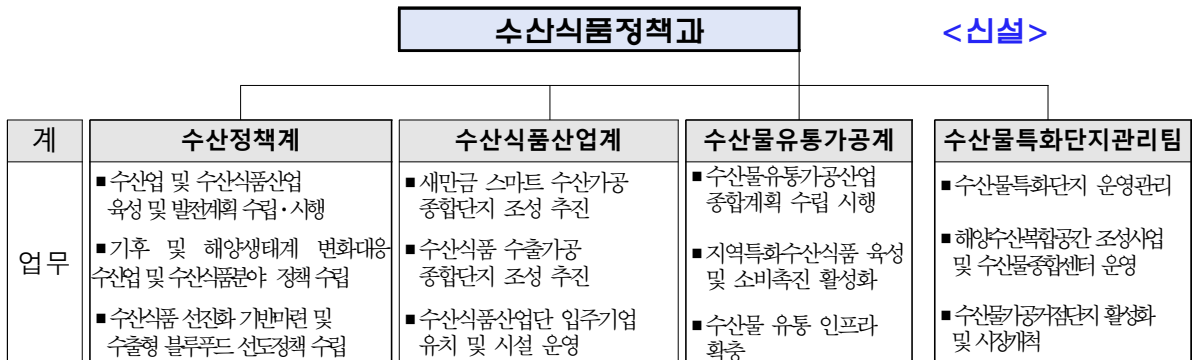 수산식품정책과
<신설>
계
수산정책계
수산식품산업계
수산물유통가공계
수산물특화단지관리팀
업무
▪수산업 및 수산식품산업
육성 및 발전계획 수립·시행
▪기후 및 해양생태계 변화대응
수산업 및 수산식품분야 정책 수립
▪수산식품 선진화 기반마련 및
수출형 블루푸드 선도정책 수립
▪새만금 스마트 수산가공
종합단지 조성 추진
▪수산식품 수출가공
종합단지 조성 추진
▪수산식품산업단 입주기업
유치 및 시설 운영
▪수산물유통가공산업
종합계획 수립 시행
▪지역특화수산식품 육성
및 소비촉진 활성화
▪수산물 유통 인프라
확충
▪수산물특화단지 운영관리
▪해양수산복합공간 조성사업
및 수산물종합센터 운영
▪수산물가공거점단지 활성화
및 시장개척